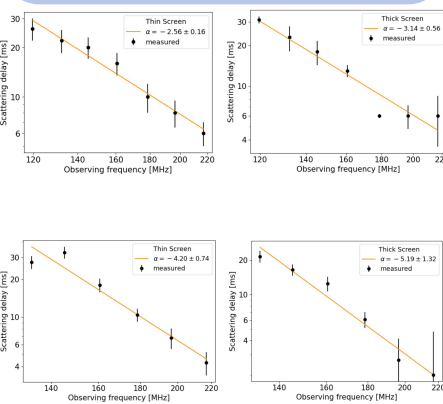 Thin Screen
α = − 2.56 ± 0.16
measured
Scattering delay [ms]
30
20
10
6
120
140
160
180
200
220
Observing frequency [MHz]
Thick Screen
α = − 3.14 ± 0.56
measured
Scattering delay [ms]
30
20
10
6
4
120
140
160
180
200
22
Observing frequency [MHz]
Thin Screen
α = − 4.20 ± 0.74
measured
Scattering delay [ms]
30
20
10
6
4
140
160
180
200
220
Observing frequency [MHz]
Thick Screen
α = − 5.19 ± 1.32
measured
Scattering delay [ms]
20
10
6
4
140
160
180
200
220
Observing frequency [MHz]